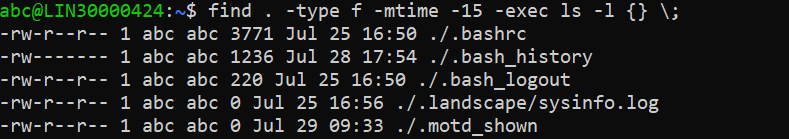 abc@LIN30000424:~$ find . -type f -mtime -15 -exec ls -l {} \;
-rw-r--r-- 1 abc abc 3771 Jul 25 16:50 ./.bashrc
-rw------- 1 abc abc 1236 Jul 28 17:54 ./.bash_history
-rw-r--r-- 1 abc abc 220 Jul 25 16:50 ./.bash_logout
-rw-r--r-- 1 abc abc 0 Jul 25 16:56 ./.landscape/sysinfo.log
-rw-r--r-- 1 abc abc 0 Jul 29 09:33 ./.motd_shown